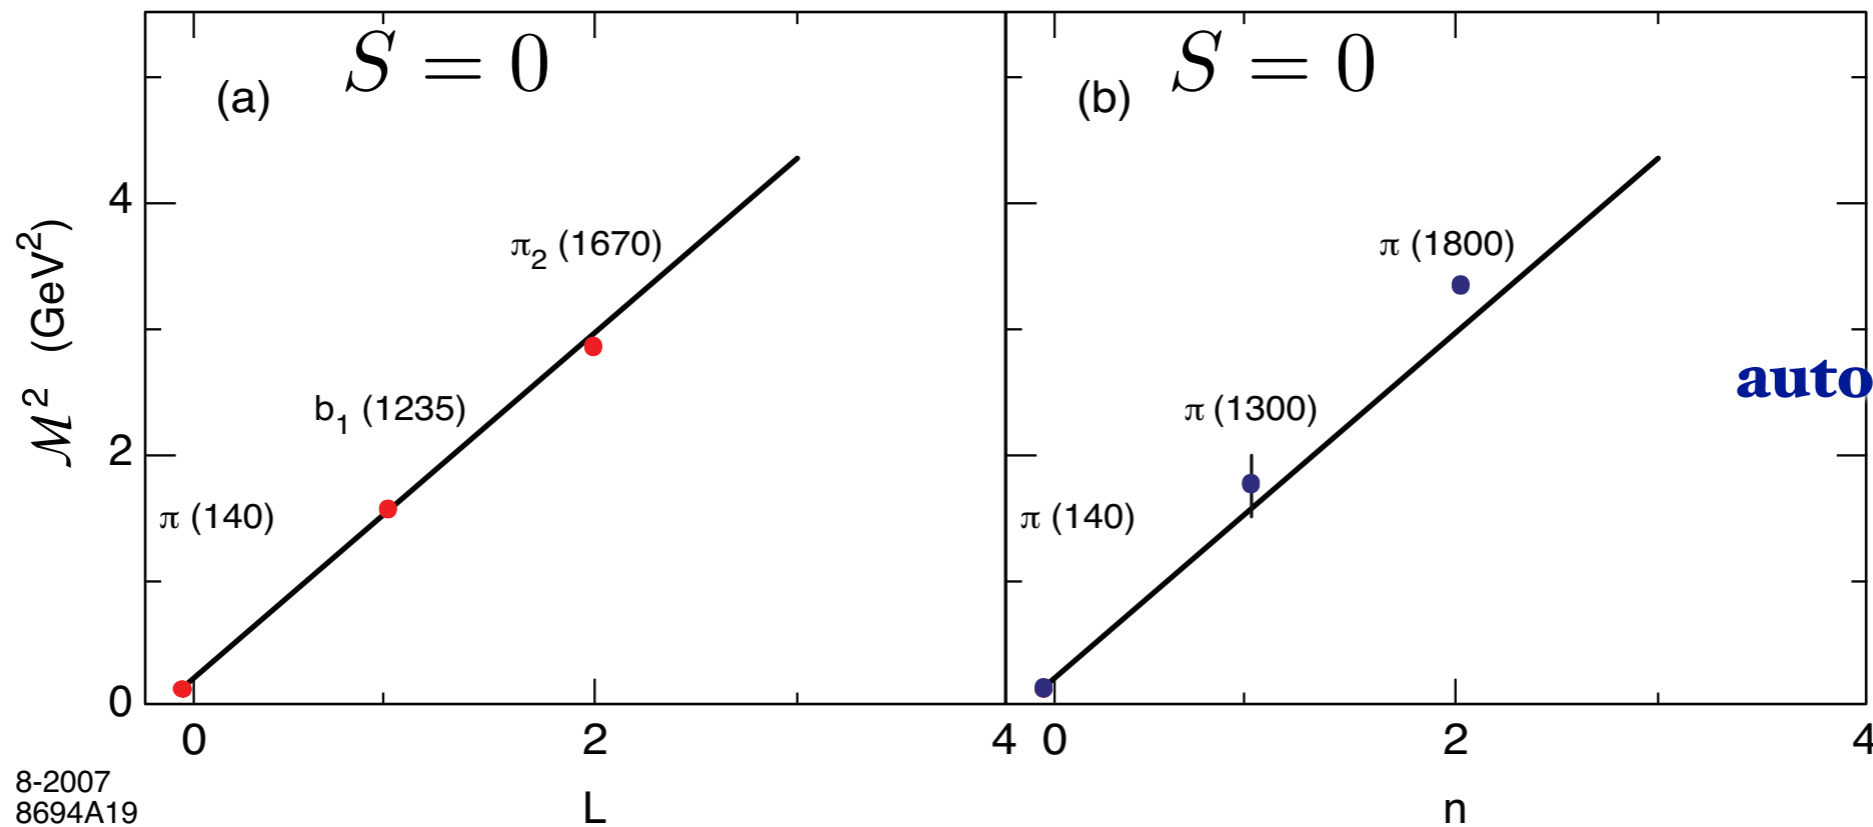 (a) S = 0
(b) S = 0
4
π₂ (1670)
π (1800)
auto
b₁ (1235)
π (1300)
2
π (140)
π (140)
0
ℳ² (GeV²)
0 2 4 0 2 4
8-2007
8694A19
L n